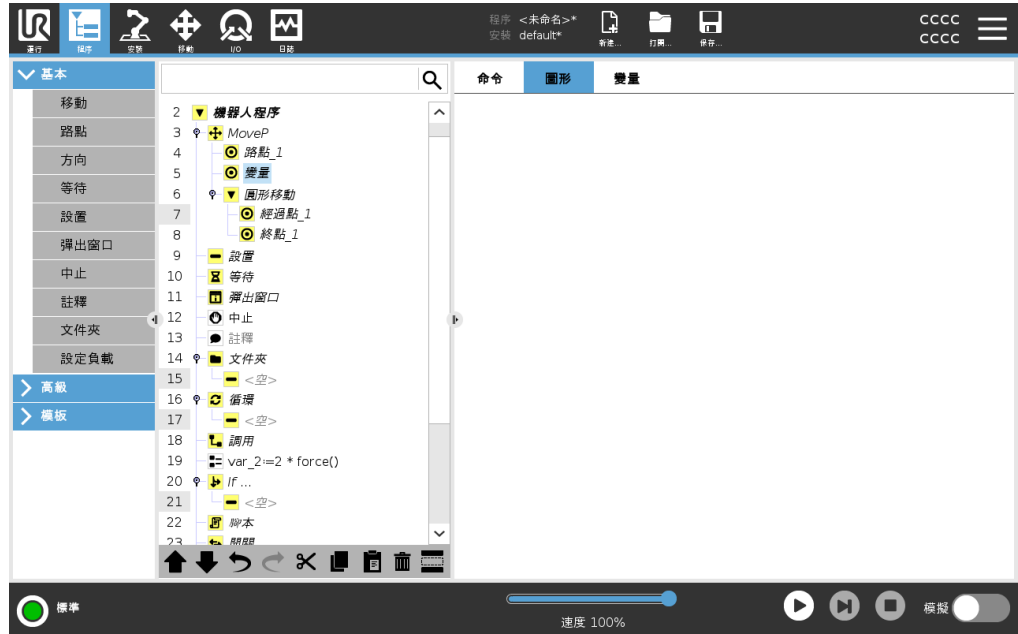 UR
運行
程序
安裝
移動
I/O
日誌
程序 <未命名>*
安裝 default*
新建...
打開...
保存...
cccc
cccc
基本
移動
路點
方向
等待
設置
彈出窗口
中止
註釋
文件夾
設定負載
高級
模板
2 機器人程序
3 MoveP
4 路點_1
5 變量
6 圓形移動
7 經過點_1
8 終點_1
9 設置
10 等待
11 彈出窗口
12 中止
13 註釋
14 文件夾
15 <空>
16 循環
17 <空>
18 調用
19 var_2:=2 * force()
20 If ...
21 <空>
22 腳本
23
命令
圖形
變量
標準
速度 100%
模擬